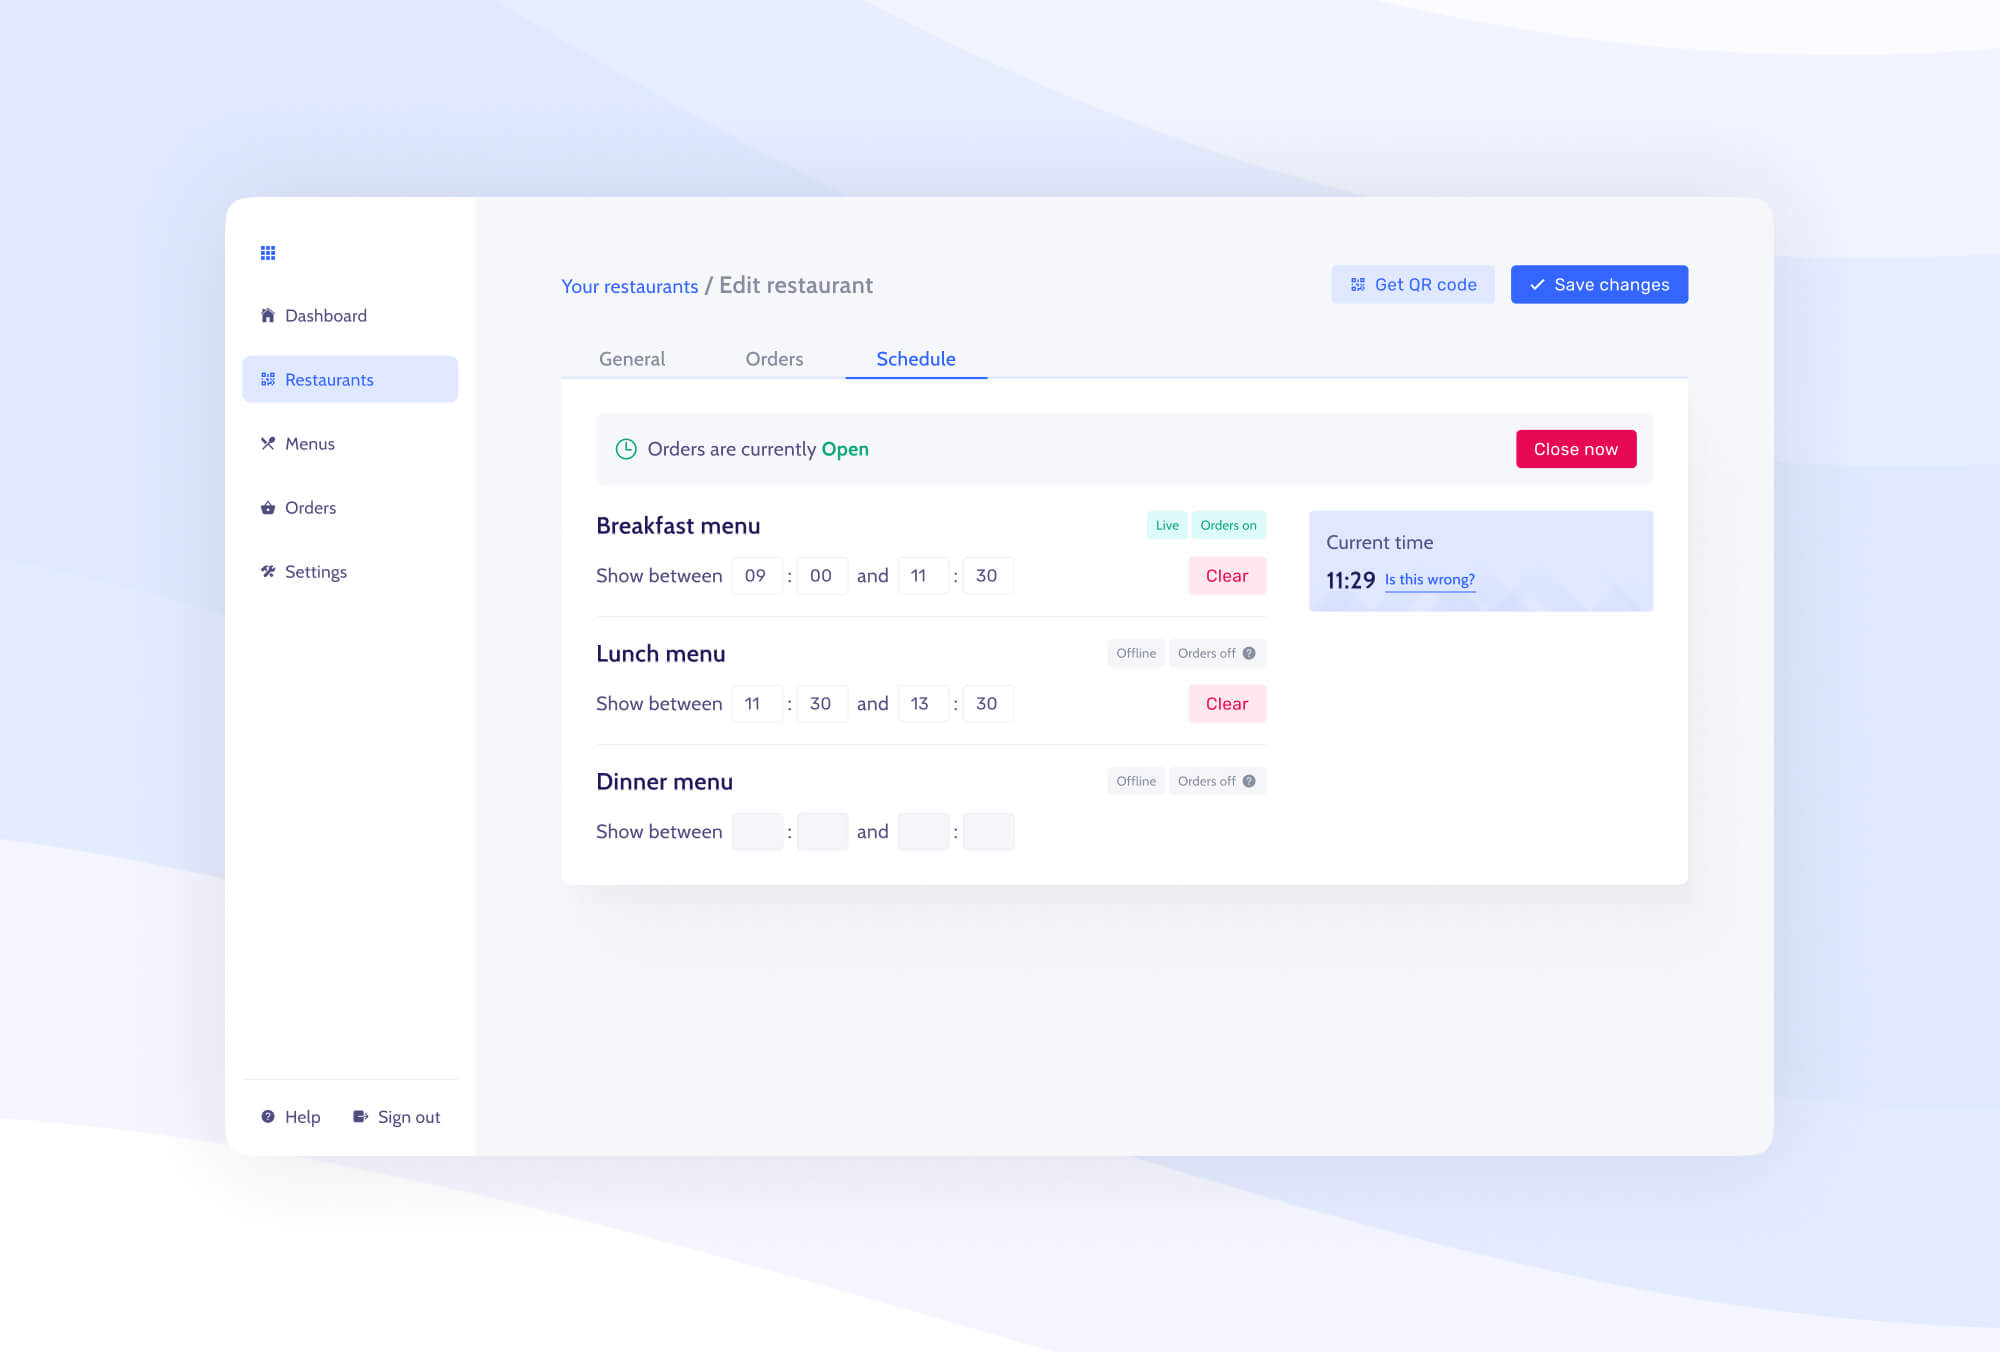 Dashboard
Restaurants
Menus
Orders
Settings
Help
Sign out
Your restaurants / Edit restaurant
Get QR code
Save changes
General
Orders
Schedule
Orders are currently Open
Close now
Breakfast menu
Live
Orders on
Show between 09 : 00 and 11 : 30
Clear
Lunch menu
Offline
Orders off ?
Show between 11 : 30 and 13 : 30
Clear
Dinner menu
Offline
Orders off ?
Show between : and :
Current time
11:29 Is this wrong?